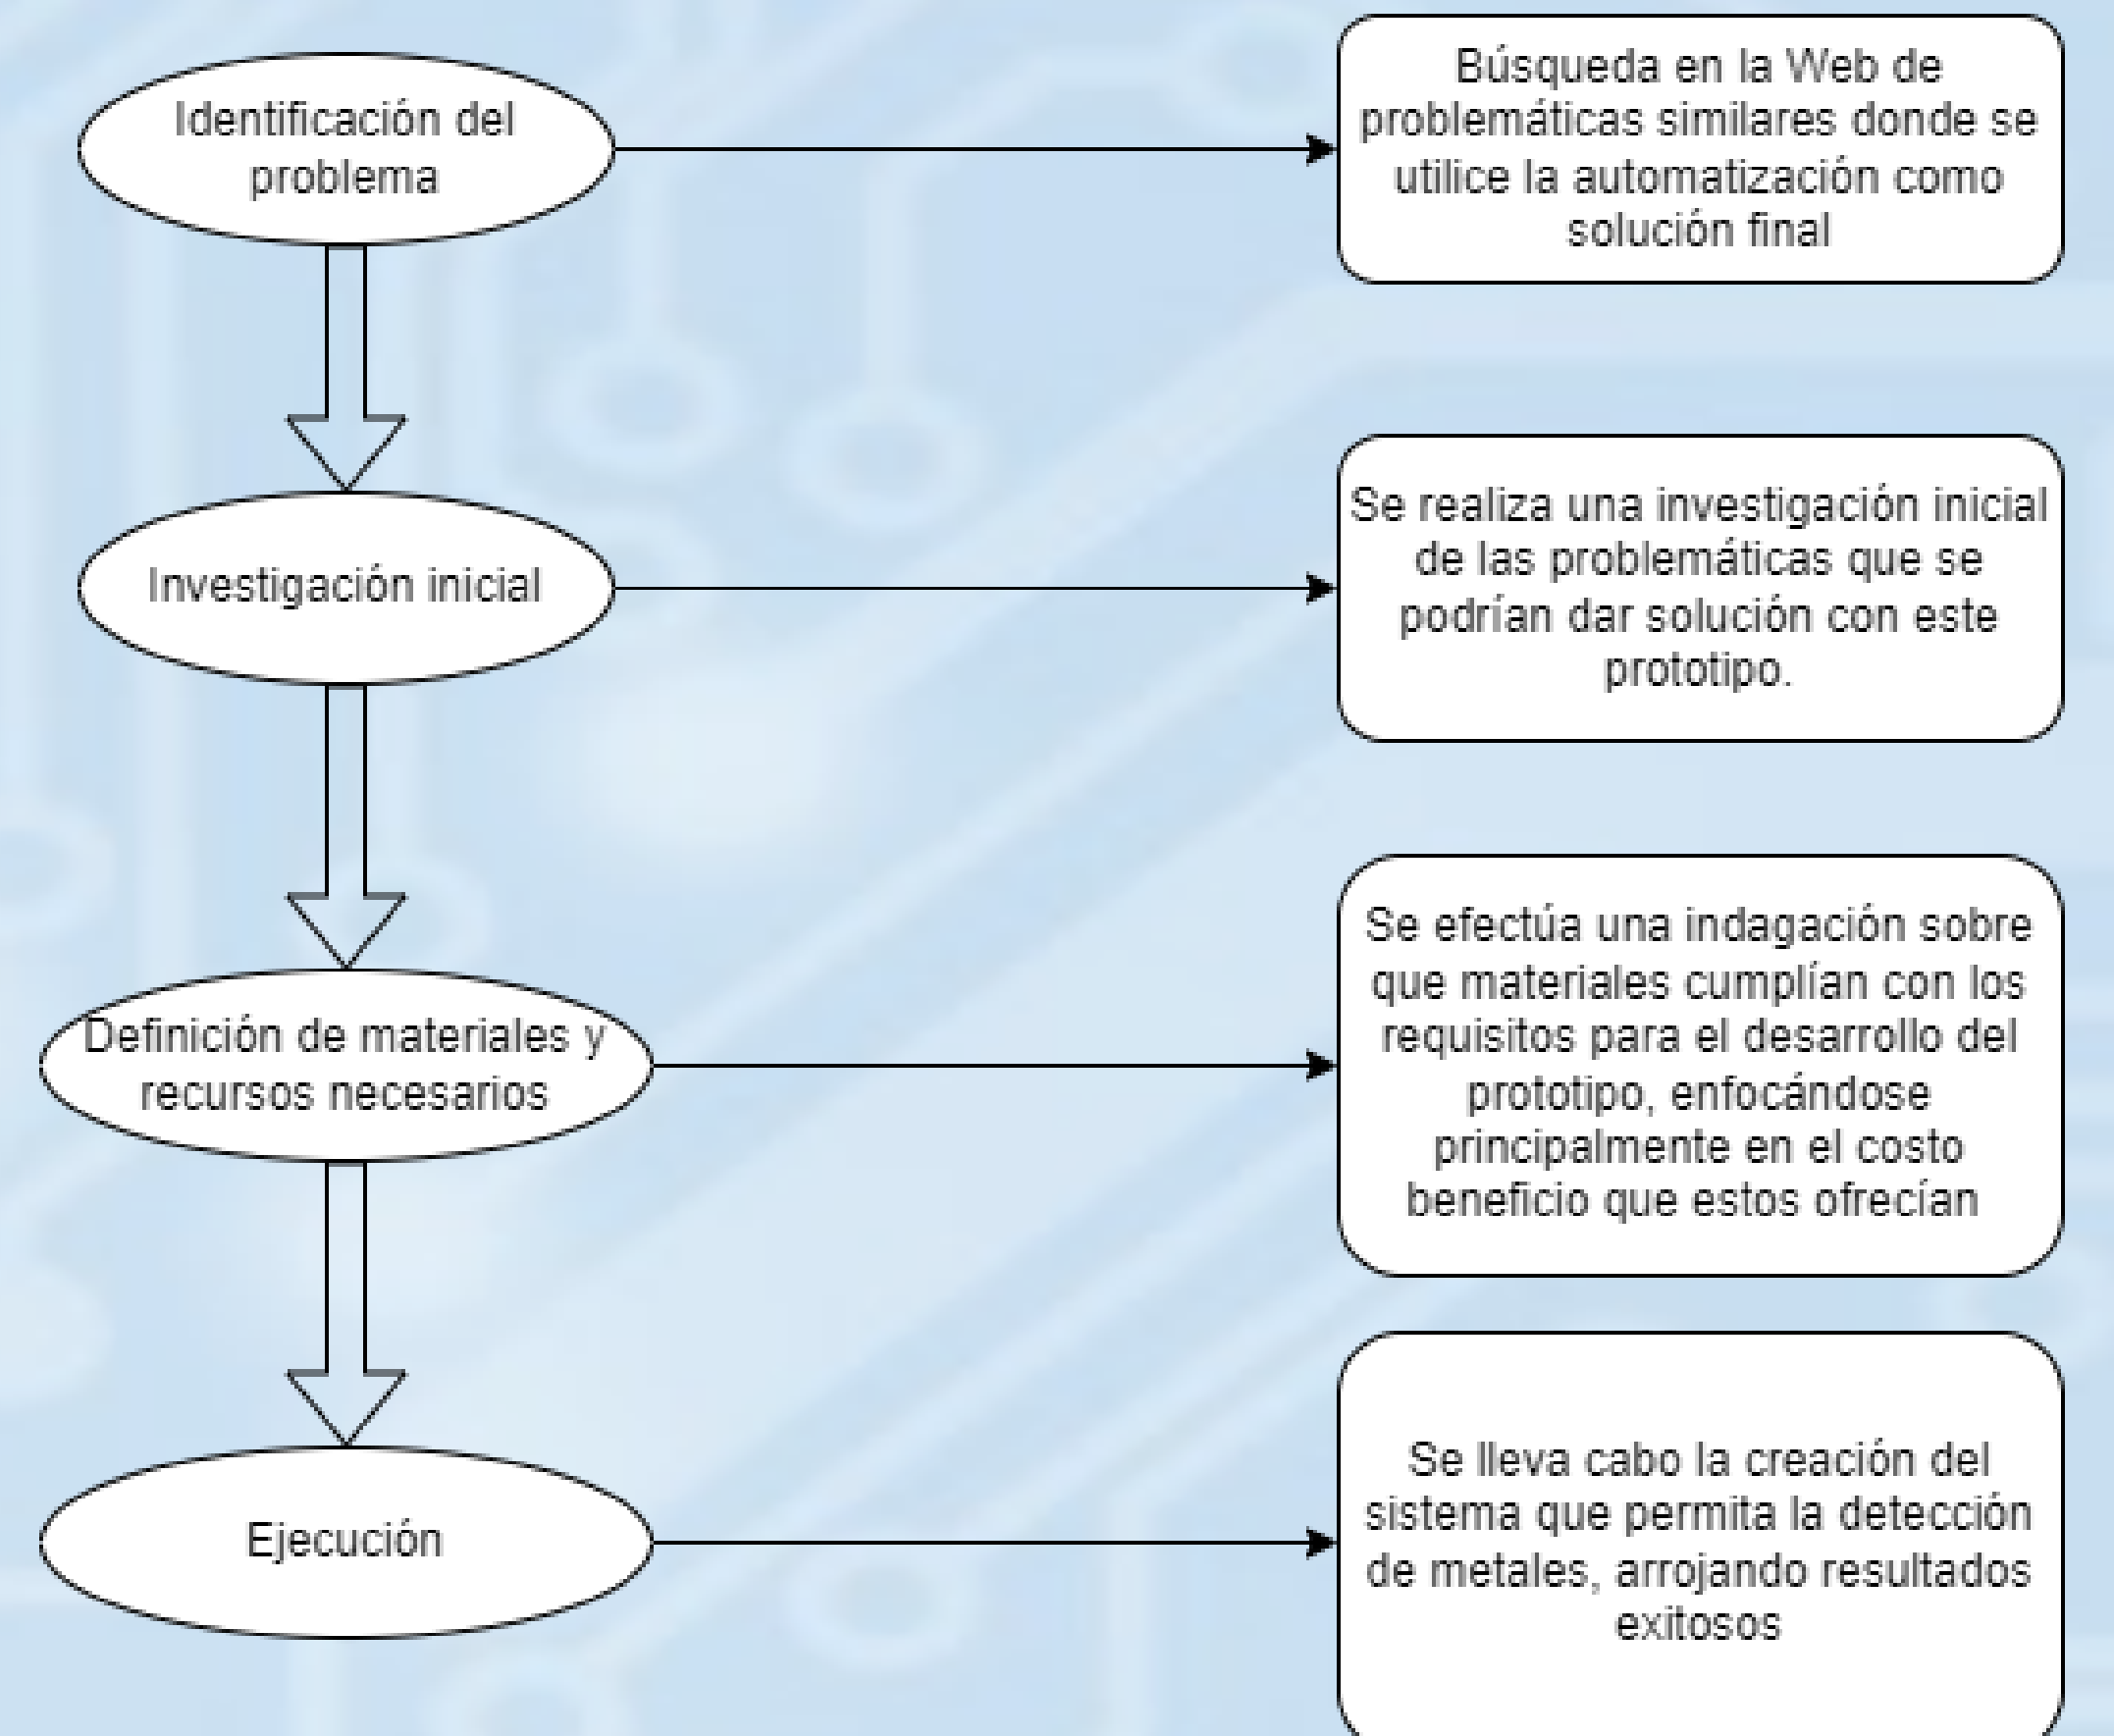 Identificación del
problema
Búsqueda en la Web de
problemáticas similares donde se
utilice la automatización como
solución final
Investigación inicial
Se realiza una investigación inicial
de las problemáticas que se
podrían dar solución con este
prototipo.
Definición de materiales y
recursos necesarios
Se efectúa una indagación sobre
que materiales cumplían con los
requisitos para el desarrollo del
prototipo, enfocándose
principalmente en el costo
beneficio que estos ofrecían
Ejecución
Se lleva cabo la creación del
sistema que permita la detección
de metales, arrojando resultados
exitosos